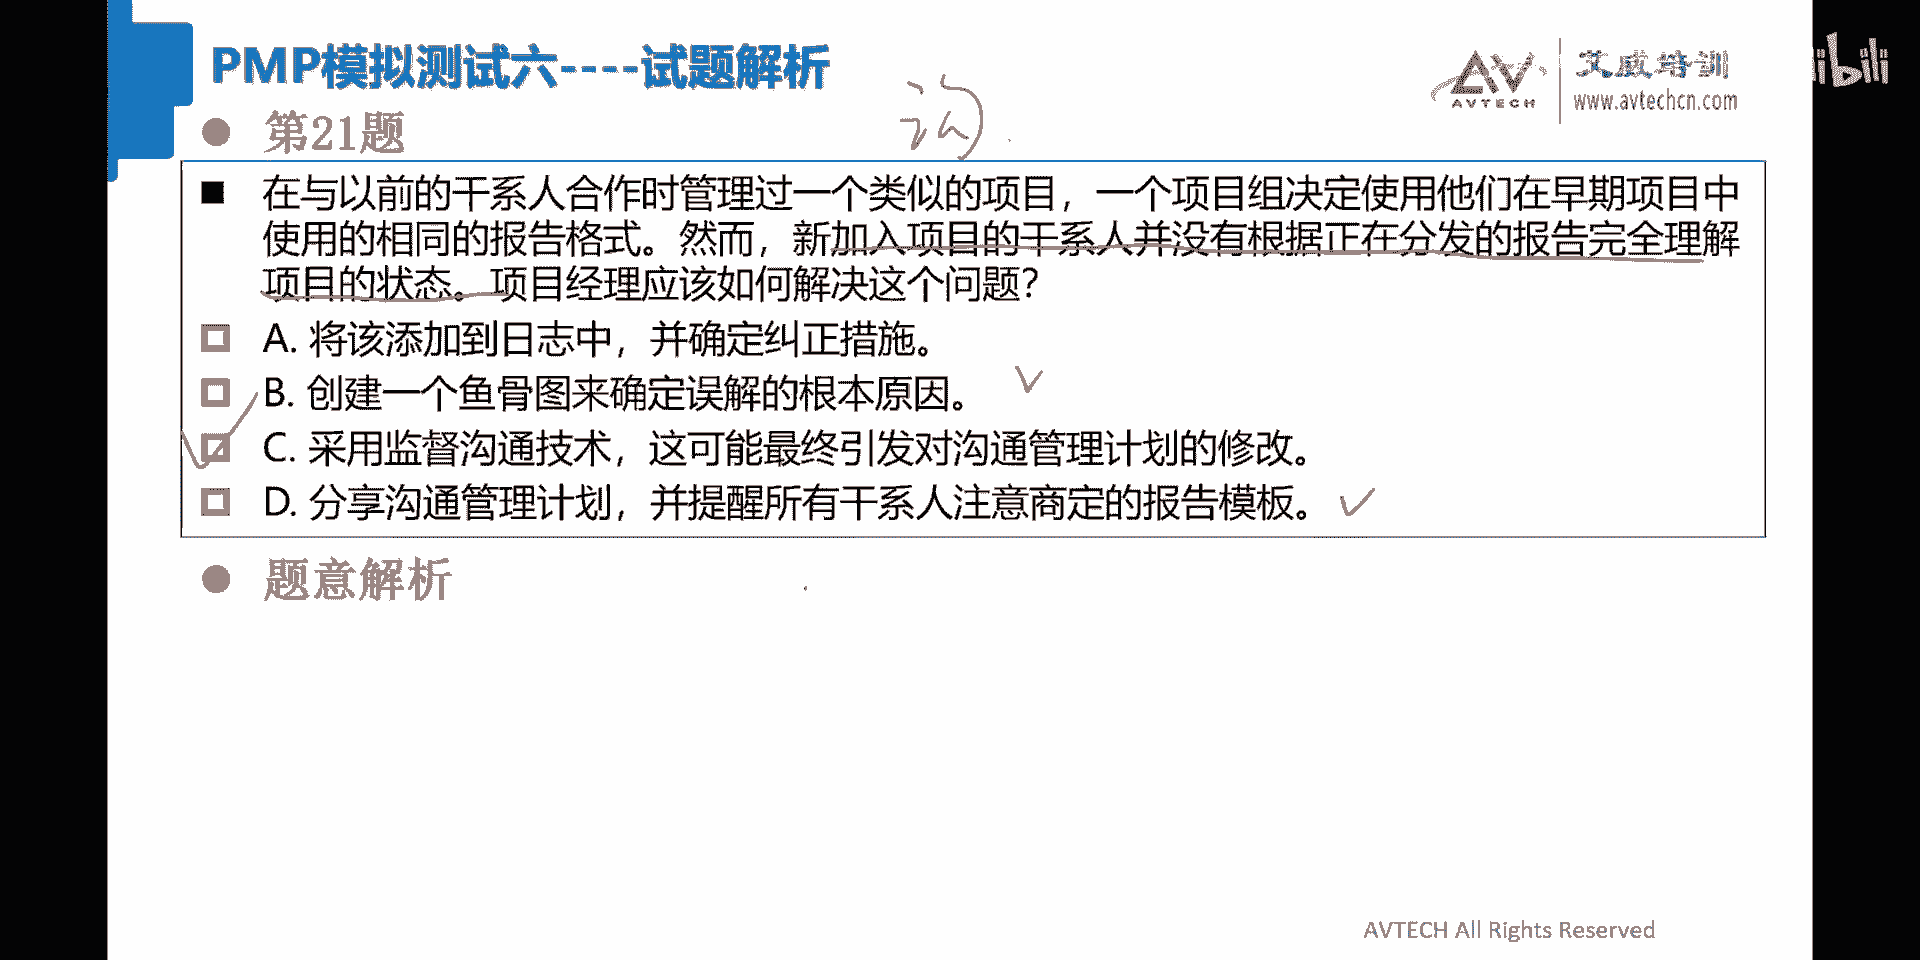 PMP模拟测试六----试题解析
AVTECH
艾威培训
www.avtechcn.com
第21题
在与以前的干系人合作时管理过一个类似的项目，一个项目组决定使用他们在早期项目中
使用的相同的报告格式。然而，新加入项目的干系人并没有根据正在分发的报告完全理解
项目的状态。项目经理应该如何解决这个问题？
A. 将该添加到日志中，并确定纠正措施。
B. 创建一个鱼骨图来确定误解的根本原因。
C. 采用监督沟通技术，这可能最终引发对沟通管理计划的修改。
D. 分享沟通管理计划，并提醒所有干系人注意商定的报告模板。
题意解析
AVTECH All Rights Reserved